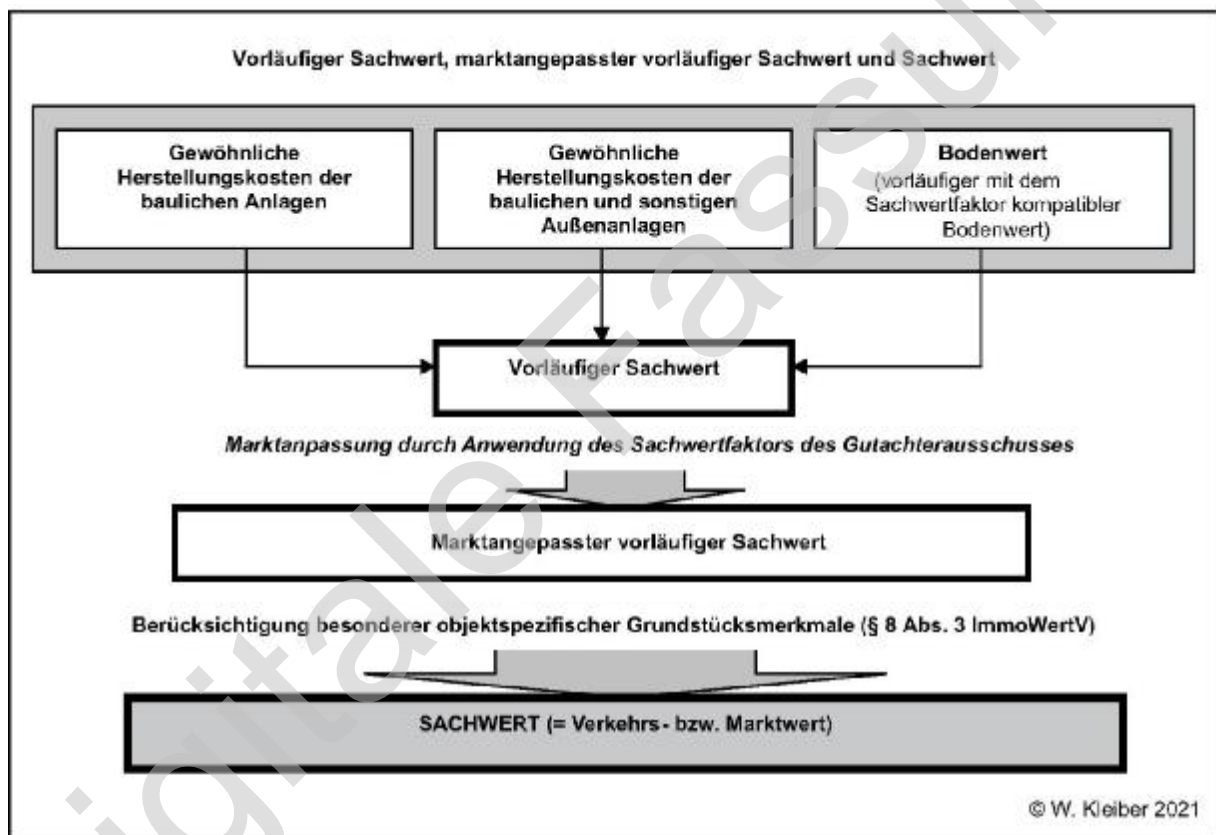 Vorläufiger Sachwert, marktangepasster vorläufiger Sachwert und Sachwert
Gewöhnliche
Herstellungskosten der
baulichen Anlagen
Gewöhnliche
Herstellungskosten der
baulichen und sonstigen
Außenanlagen
Bodenwert
(vorläufiger mit dem
Sachwertfaktor kompatibler
Bodenwert)
Vorläufiger Sachwert
Marktanpassung durch Anwendung des Sachwertfaktors des Gutachterausschusses
Marktangepasster vorläufiger Sachwert
Berücksichtigung besonderer objektspezifischer Grundstücksmerkmale (§ 8 Abs. 3 ImmoWertV)
SACHWERT (= Verkehrs- bzw. Marktwert)
© W. Kleiber 2021
igitale Fassun